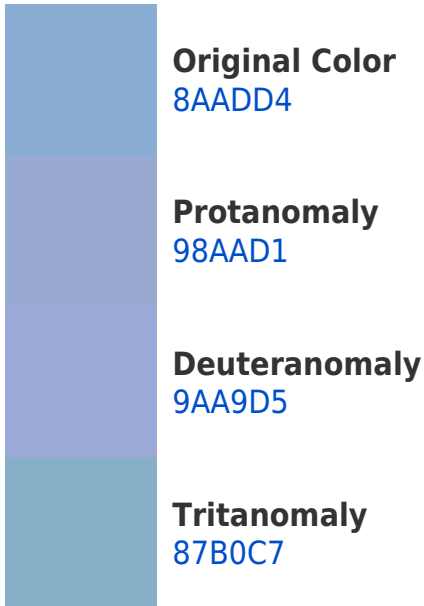 Original Color
8AADD4
Protanomaly
98AAD1
Deuteranomaly
9AA9D5
Tritanomaly
87B0C7